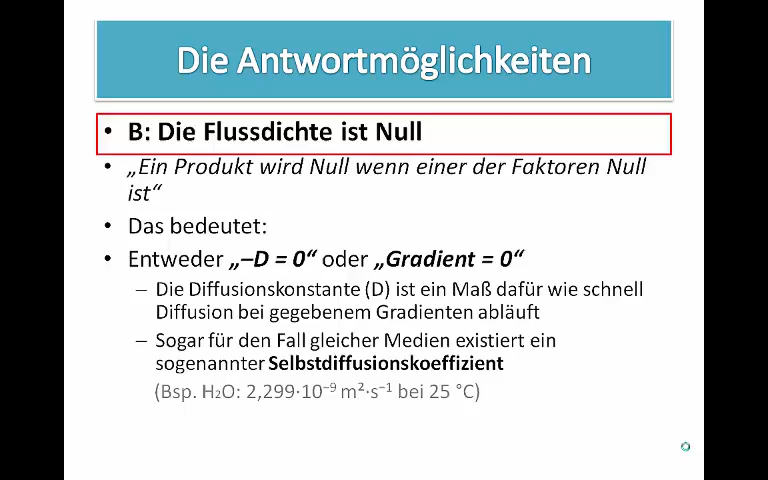 Die Antwortmöglichkeiten
• B: Die Flussdichte ist Null
• „Ein Produkt wird Null wenn einer der Faktoren Null
ist“
• Das bedeutet:
• Entweder „–D = 0“ oder „Gradient = 0“
– Die Diffusionskonstante (D) ist ein Maß dafür wie schnell
Diffusion bei gegebenem Gradienten abläuft
– Sogar für den Fall gleicher Medien existiert ein
sogenannter Selbstdiffusionskoeffizient
(Bsp. H₂O: 2,299·10⁻⁹ m²·s⁻¹ bei 25 °C)